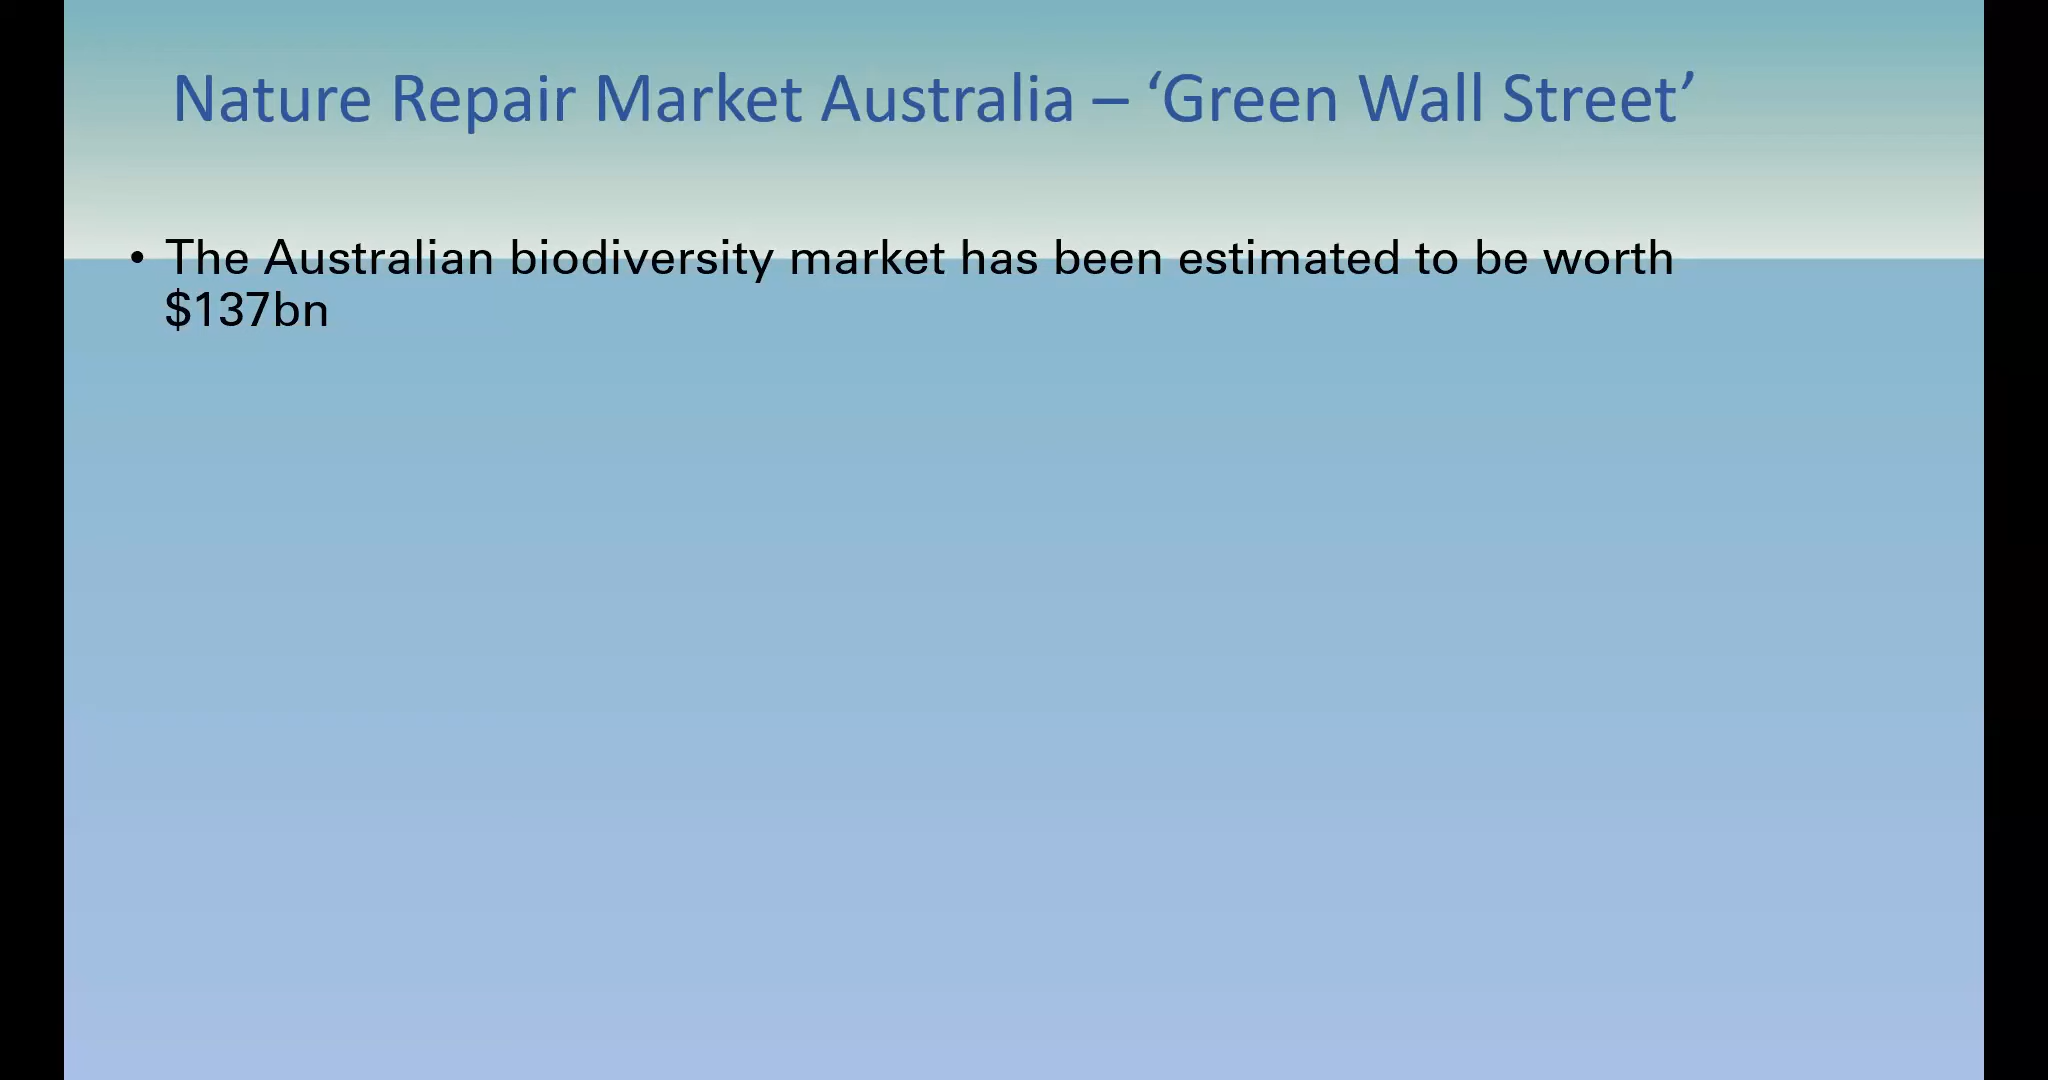 Nature Repair Market Australia – ‘Green Wall Street’
• The Australian biodiversity market has been estimated to be worth
$137bn